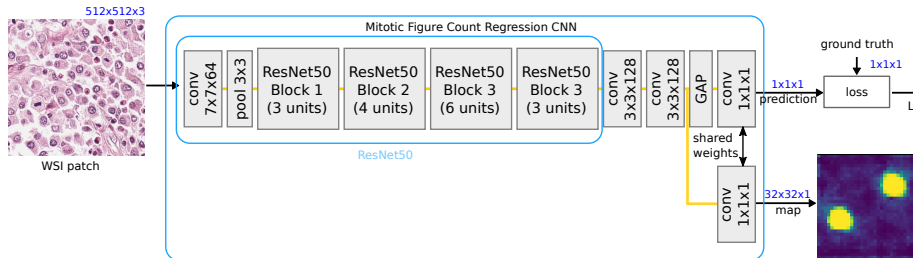 512x512x3
Mitotic Figure Count Regression CNN
conv
7x7x64
pool 3x3
ResNet50
Block 1
(3 units)
ResNet50
Block 2
(4 units)
ResNet50
Block 3
(6 units)
ResNet50
Block 3
(3 units)
conv
3x3x128
conv
3x3x128
GAP
conv
1x1x1
1x1x1
prediction
ground truth
1x1x1
loss
L
shared
weights
ResNet50
WSI patch
conv
1x1x1
32x32x1
map